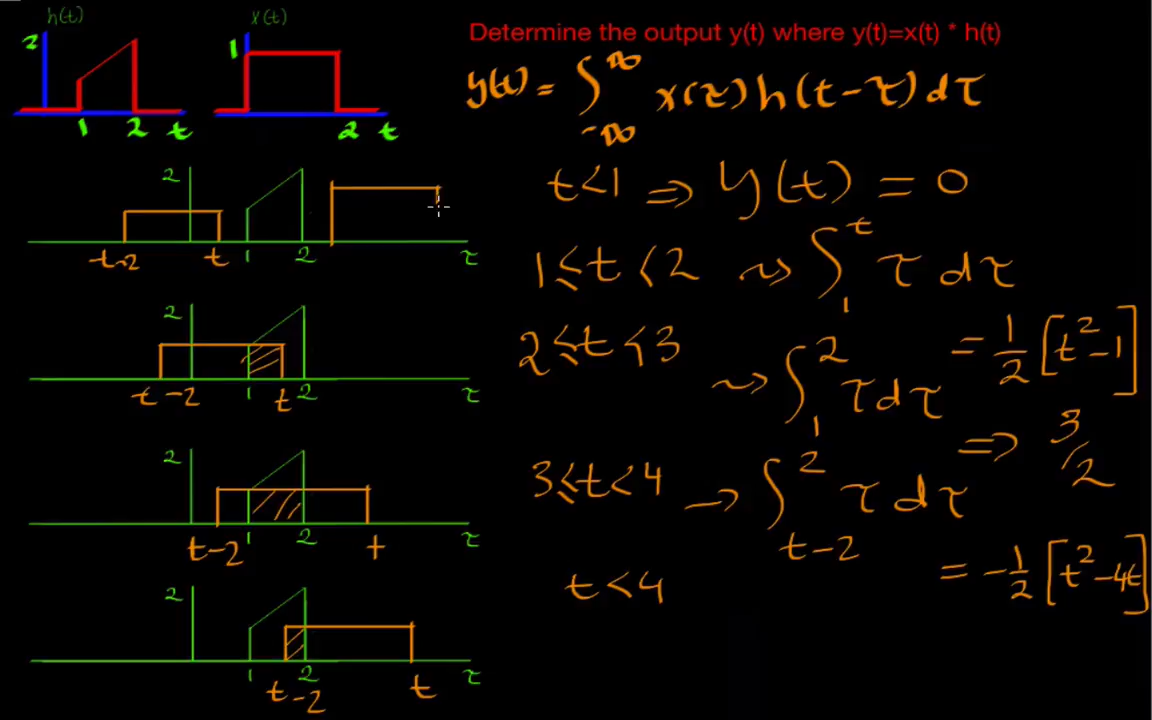 h(t)
x(t)
2
1
1 2 t
2 t
Determine the output y(t) where y(t)=x(t) * h(t)
y(t) = ∫_{-∞}^{∞} x(τ)h(t-τ)dτ
2
t-2 t 1 2 τ
t<1 ⇒ y(t) = 0
1≤t<2 ⇝ ∫_1^t τ dτ
= 1/2 [t²-1]
2
t-2 1 t 2 τ
2≤t<3 ⇝ ∫_1^2 τ dτ
⇒ 3/2
2
t-2 1 2 t τ
3≤t<4 → ∫_{t-2}^2 τ dτ
= -1/2 [t²-4t]
2
1 t-2 2 t τ
t<4